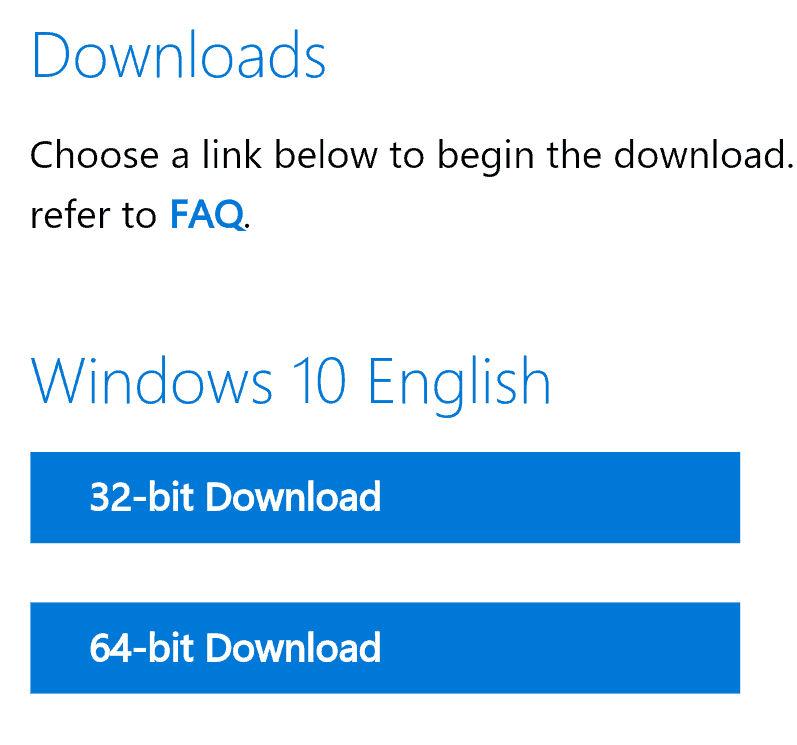 Downloads
Choose a link below to begin the download.
refer to FAQ.
Windows 10 English
32-bit Download
64-bit Download